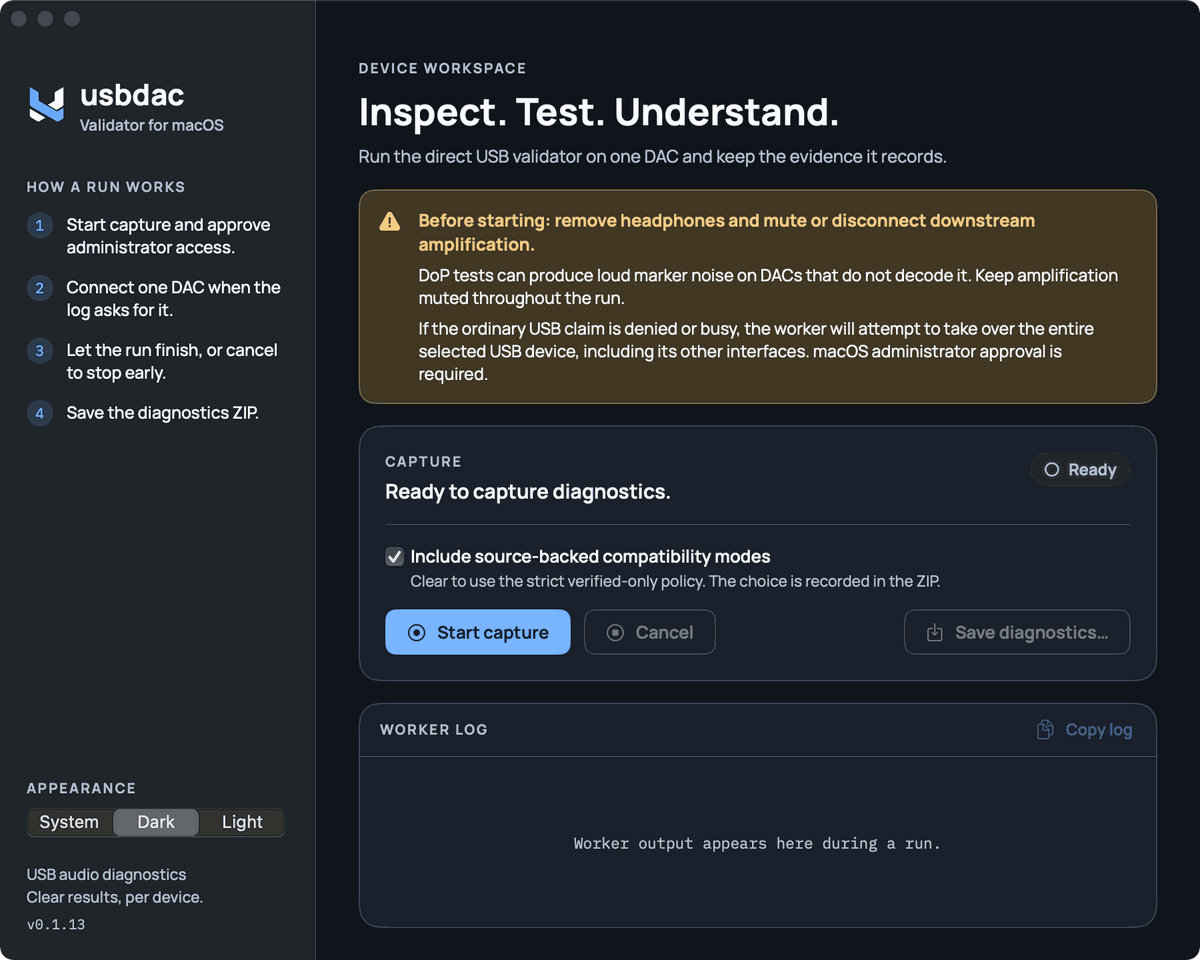 usbdac
Validator for macOS
HOW A RUN WORKS
1 Start capture and approve
administrator access.
2 Connect one DAC when the
log asks for it.
3 Let the run finish, or cancel
to stop early.
4 Save the diagnostics ZIP.
APPEARANCE
System Dark Light
USB audio diagnostics
Clear results, per device.
v0.1.13
DEVICE WORKSPACE
Inspect. Test. Understand.
Run the direct USB validator on one DAC and keep the evidence it records.
Before starting: remove headphones and mute or disconnect downstream
amplification.
DoP tests can produce loud marker noise on DACs that do not decode it. Keep amplification
muted throughout the run.
If the ordinary USB claim is denied or busy, the worker will attempt to take over the entire
selected USB device, including its other interfaces. macOS administrator approval is
required.
CAPTURE
Ready to capture diagnostics.
Ready
Include source-backed compatibility modes
Clear to use the strict verified-only policy. The choice is recorded in the ZIP.
Start capture Cancel Save diagnostics…
WORKER LOG Copy log
Worker output appears here during a run.